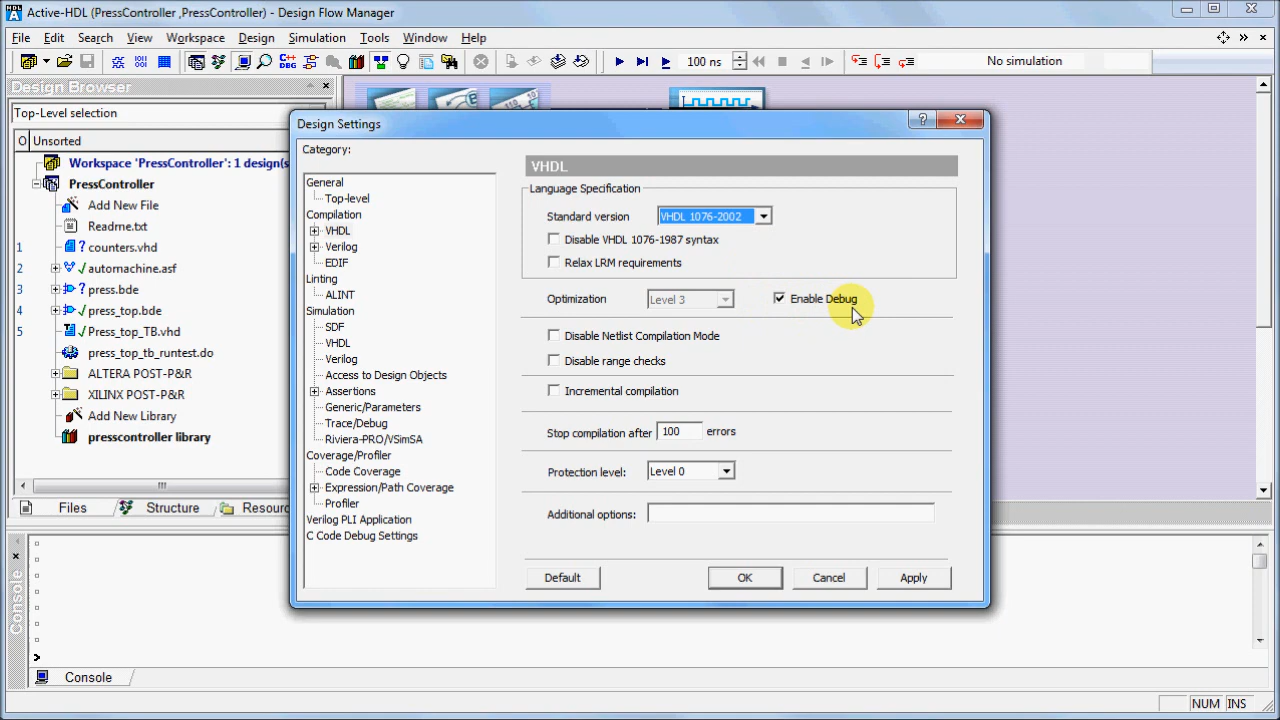 Active-HDL (PressController ,PressController) - Design Flow Manager
File Edit Search View Workspace Design Simulation Tools Window Help
100 ns No simulation
Design Browser
Top-Level selection
O Unsorted
Workspace 'PressController': 1 design(s
PressController
Add New File
Readme.txt
1 counters.vhd
2 automachine.asf
3 press.bde
4 press_top.bde
5 Press_top_TB.vhd
press_top_tb_runtest.do
ALTERA POST-P&R
XILINX POST-P&R
Add New Library
presscontroller library
Files Structure Resour
Design Settings
Category:
General
Top-level
Compilation
VHDL
Verilog
EDIF
Linting
ALINT
Simulation
SDF
VHDL
Verilog
Access to Design Objects
Assertions
Generic/Parameters
Trace/Debug
Riviera-PRO/VSimSA
Coverage/Profiler
Code Coverage
Expression/Path Coverage
Profiler
Verilog PLI Application
C Code Debug Settings
VHDL
Language Specification
Standard version VHDL 1076-2002
Disable VHDL 1076-1987 syntax
Relax LRM requirements
Optimization Level 3 Enable Debug
Disable Netlist Compilation Mode
Disable range checks
Incremental compilation
Stop compilation after 100 errors
Protection level: Level 0
Additional options:
Default OK Cancel Apply
Console
>
Console
NUM INS